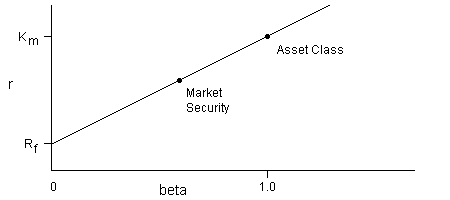 Km
Asset Class
r
Market
Security
Rf
0
beta
1.0